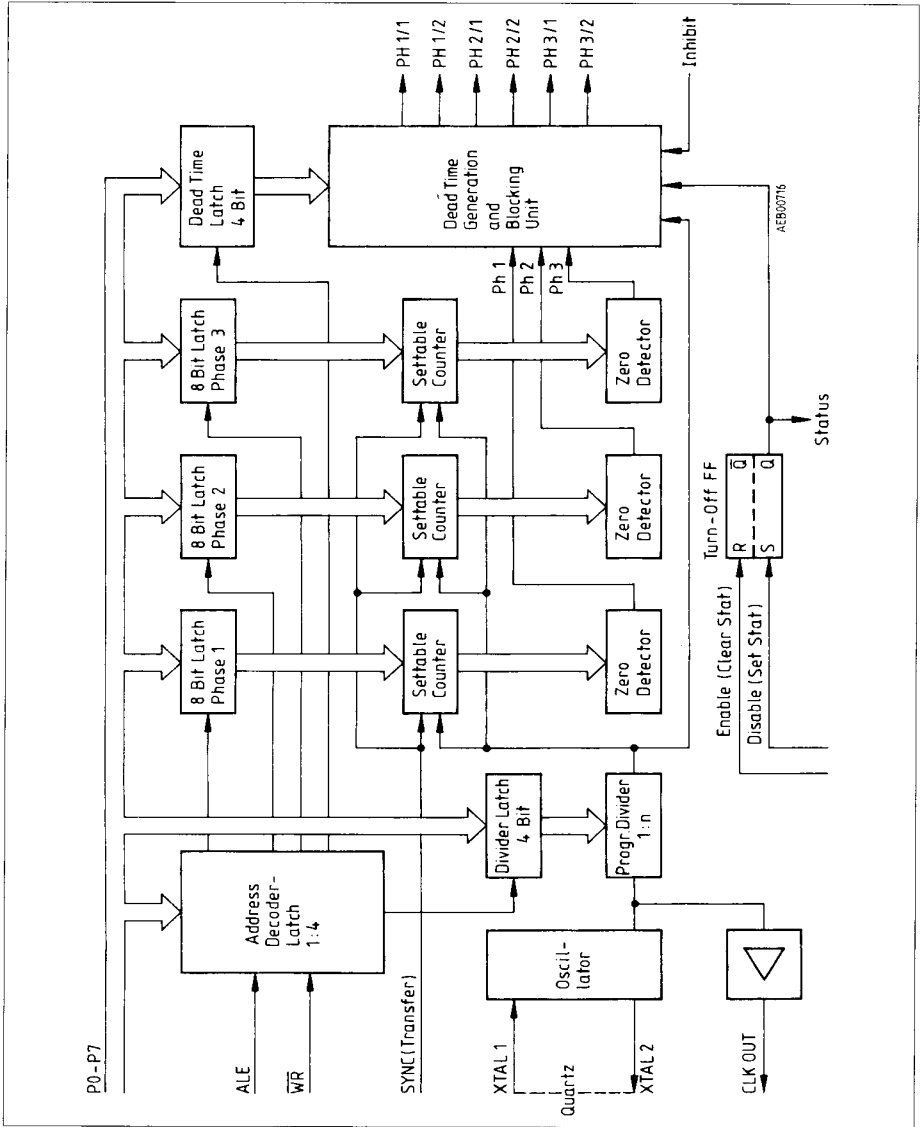 P0-P7
ALE
WR
SYNC(Transfer)
XTAL 1
Quartz
XTAL 2
CLK OUT
Address
Decoder-
Latch
1:4
Oscil-
lator
Divider Latch
4 Bit
Progr.Divider
1:n
8 Bit Latch
Phase 1
8 Bit Latch
Phase 2
8 Bit Latch
Phase 3
Dead Time
Latch
4 Bit
Settable
Counter
Settable
Counter
Settable
Counter
Zero
Detector
Zero
Detector
Zero
Detector
Ph 1
Ph 2
Ph 3
Dead Time
Generation
and
Blocking
Unit
PH 1/1
PH 1/2
PH 2/1
PH 2/2
PH 3/1
PH 3/2
Inhibit
Enable (Clear Stat)
Disable (Set Stat)
Turn-Off FF
R
Q̅
S
Q
Status
AEB00716